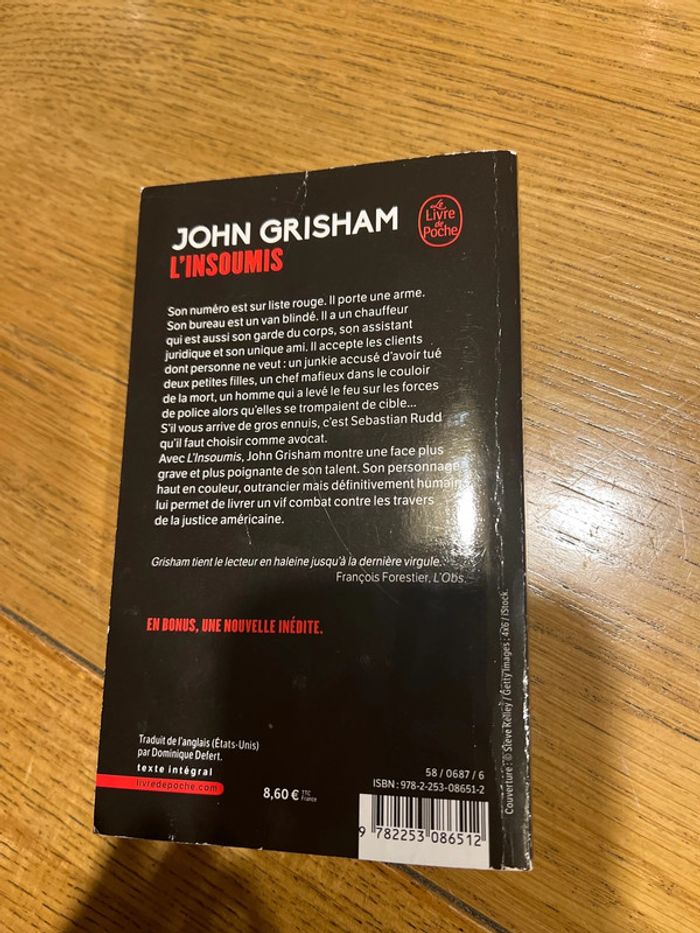 JOHN GRISHAM
L'INSOUMIS
Le
Livre
de
Poche
Son numéro est sur liste rouge. Il porte une arme.
Son bureau est un van blindé. Il a un chauffeur
qui est aussi son garde du corps, son assistant
juridique et son unique ami. Il accepte les clients
dont personne ne veut : un junkie accusé d'avoir tué
deux petites filles, un chef mafieux dans le couloir
de la mort, un homme qui a levé le feu sur les forces
de police alors qu'elles se trompaient de cible...
S'il vous arrive de gros ennuis, c'est Sebastian Rudd
qu'il faut choisir comme avocat.
Avec L'Insoumis, John Grisham montre une face plus
grave et plus poignante de son talent. Son personnage
haut en couleur, outrancier mais définitivement humain
lui permet de livrer un vif combat contre les travers
de la justice américaine.
Grisham tient le lecteur en haleine jusqu'à la dernière virgule.
François Forestier, L'Obs.
EN BONUS, UNE NOUVELLE INÉDITE.
Traduit de l'anglais (États-Unis)
par Dominique Defert.
texte intégral
livredepoche.com
8,60 € TTC
France
58 / 0687 / 6
ISBN : 978-2-253-08651-2
9 782253 086512
Couverture : © Steve Kelley / Getty Images ; 4x6 / iStock.